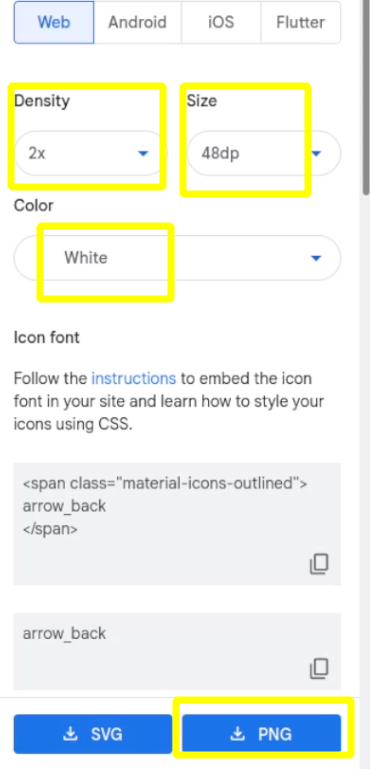 Web Android iOS Flutter
Density Size
2x 48dp
Color
White
Icon font
Follow the instructions to embed the icon
font in your site and learn how to style your
icons using CSS.
<span class="material-icons-outlined">
arrow_back
</span>
arrow_back
SVG PNG